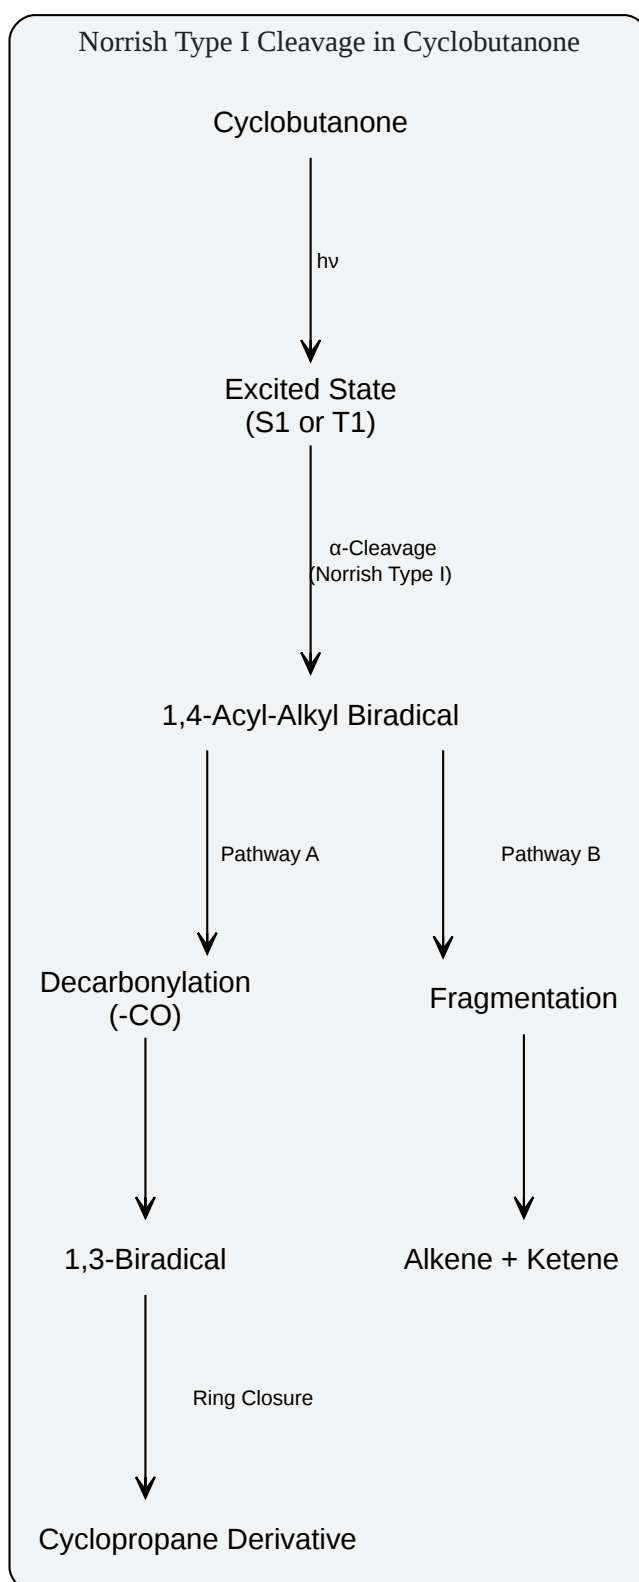 Norrish Type I Cleavage in Cyclobutanone
Cyclobutanone
hν
Excited State
(S1 or T1)
α-Cleavage
(Norrish Type I)
1,4-Acyl-Alkyl Biradical
Pathway A
Pathway B
Decarbonylation
(-CO)
Fragmentation
1,3-Biradical
Alkene + Ketene
Ring Closure
Cyclopropane Derivative